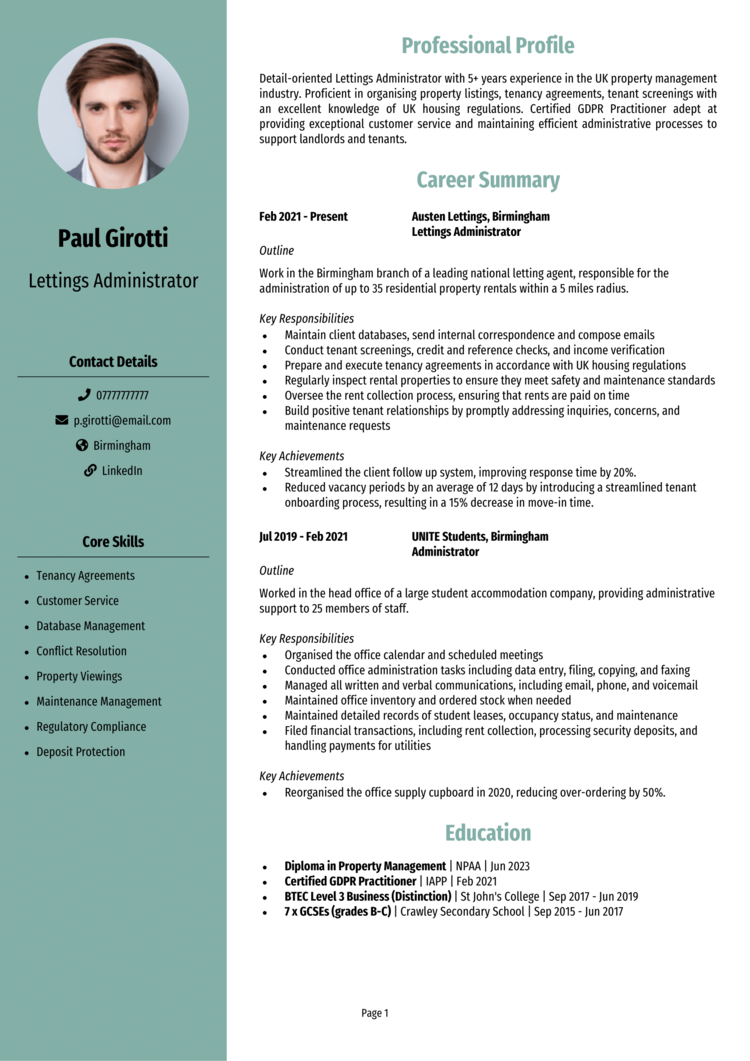 Paul Girotti
Lettings Administrator
Contact Details
07777777777
p.girotti@email.com
Birmingham
LinkedIn
Core Skills
• Tenancy Agreements
• Customer Service
• Database Management
• Conflict Resolution
• Property Viewings
• Maintenance Management
• Regulatory Compliance
• Deposit Protection
Professional Profile
Detail-oriented Lettings Administrator with 5+ years experience in the UK property management
industry. Proficient in organising property listings, tenancy agreements, tenant screenings with
an excellent knowledge of UK housing regulations. Certified GDPR Practitioner adept at
providing exceptional customer service and maintaining efficient administrative processes to
support landlords and tenants.
Career Summary
Feb 2021 - Present Austen Lettings, Birmingham
Lettings Administrator
Outline
Work in the Birmingham branch of a leading national letting agent, responsible for the
administration of up to 35 residential property rentals within a 5 miles radius.
Key Responsibilities
• Maintain client databases, send internal correspondence and compose emails
• Conduct tenant screenings, credit and reference checks, and income verification
• Prepare and execute tenancy agreements in accordance with UK housing regulations
• Regularly inspect rental properties to ensure they meet safety and maintenance standards
• Oversee the rent collection process, ensuring that rents are paid on time
• Build positive tenant relationships by promptly addressing inquiries, concerns, and
maintenance requests
Key Achievements
• Streamlined the client follow up system, improving response time by 20%.
• Reduced vacancy periods by an average of 12 days by introducing a streamlined tenant
onboarding process, resulting in a 15% decrease in move-in time.
Jul 2019 - Feb 2021 UNITE Students, Birmingham
Administrator
Outline
Worked in the head office of a large student accommodation company, providing administrative
support to 25 members of staff.
Key Responsibilities
• Organised the office calendar and scheduled meetings
• Conducted office administration tasks including data entry, filing, copying, and faxing
• Managed all written and verbal communications, including email, phone, and voicemail
• Maintained office inventory and ordered stock when needed
• Maintained detailed records of student leases, occupancy status, and maintenance
• Filed financial transactions, including rent collection, processing security deposits, and
handling payments for utilities
Key Achievements
• Reorganised the office supply cupboard in 2020, reducing over-ordering by 50%.
Education
• Diploma in Property Management | NPAA | Jun 2023
• Certified GDPR Practitioner | IAPP | Feb 2021
• BTEC Level 3 Business (Distinction) | St John's College | Sep 2017 - Jun 2019
• 7 x GCSEs (grades B-C) | Crawley Secondary School | Sep 2015 - Jun 2017
Page 1